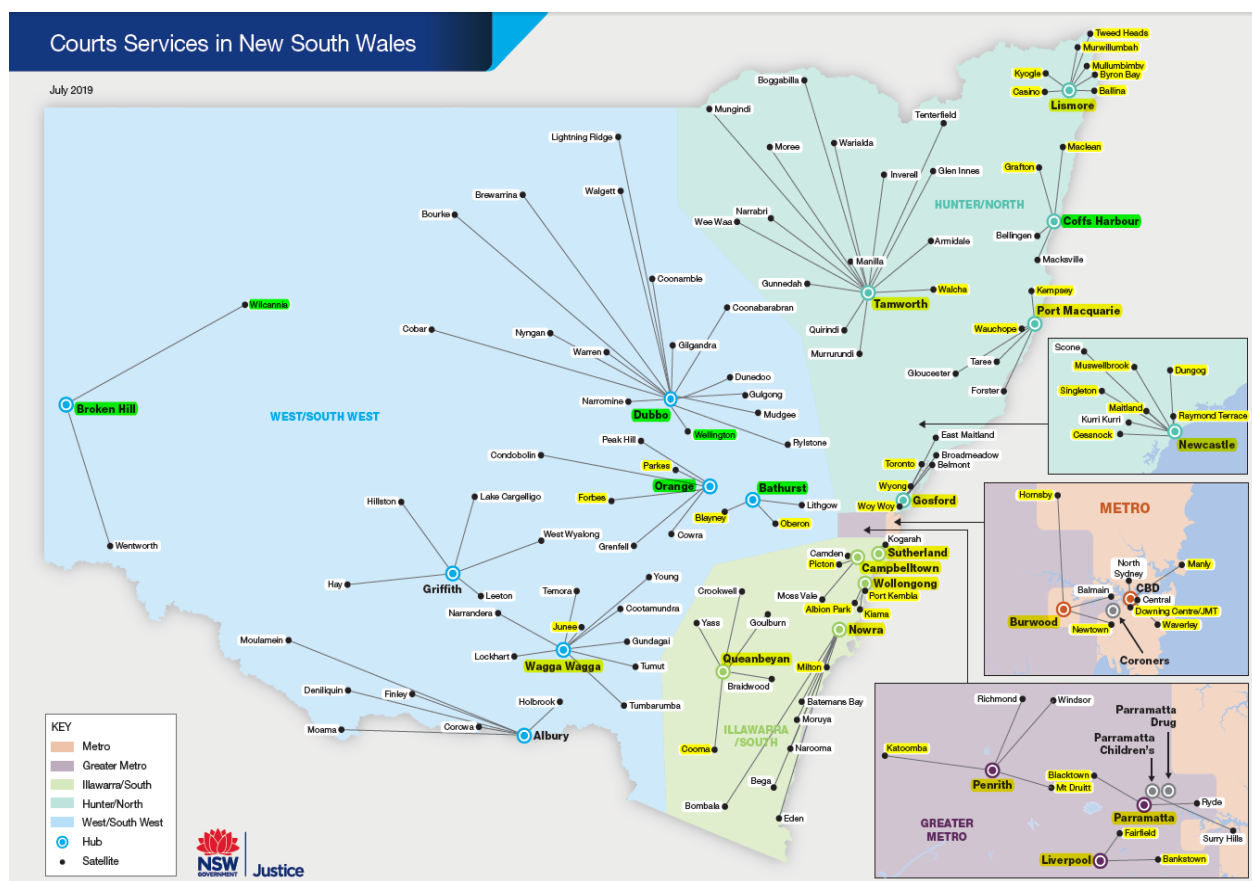 Courts Services in New South Wales
July 2019
Tweed Heads
Murwillumbah
Mullumbimby
Kyogle
Byron Bay
Casino
Ballina
Lismore
Boggabilla
Mungindi
Tenterfield
Lightning Ridge
Moree
Warialda
Maclean
Grafton
Inverell
Glen Innes
Walgett
Brewarrina
HUNTER/NORTH
Bourke
Narrabri
Wee Waa
Coffs Harbour
Bellingen
Armidale
Macksville
Manilla
Coonamble
Gunnedah
Walcha
Kempsey
Tamworth
Wilcannia
Coonabarabran
Port Macquarie
Cobar
Nyngan
Quirindi
Wauchope
Gilgandra
Warren
Murrurundi
Taree
Gloucester
Forster
Dunedoo
Gulgong
Narromine
Broken Hill
WEST/SOUTH WEST
Dubbo
Mudgee
Wellington
Rylstone
Peak Hill
Condobolin
Parkes
Orange
Bathurst
Forbes
Lithgow
Blayney
Oberon
Cowra
Grenfell
Hillston
Lake Cargelligo
West Wyalong
Wentworth
Hay
Griffith
Leeton
East Maitland
Broadmeadow
Toronto
Belmont
Wyong
Gosford
Woy Woy
Scone
Muswellbrook
Dungog
Singleton
Maitland
Raymond Terrace
Kurri Kurri
Cessnock
Newcastle
Hornsby
METRO
North
Sydney
Manly
CBD
Balmain
Central
Downing Centre/JMT
Burwood
Newtown
Waverley
Coroners
Kogarah
Sutherland
Camden
Picton
Campbelltown
Wollongong
Moss Vale
Port Kembla
Albion Park
Kiama
Nowra
Crookwell
Goulburn
Yass
Queanbeyan
Braidwood
Milton
Batemans Bay
Moruya
ILLAWARRA
/SOUTH
Cooma
Narooma
Bega
Bombala
Eden
Young
Temora
Cootamundra
Narrandera
Junee
Gundagai
Lockhart
Wagga Wagga
Tumut
Tumbarumba
Moulamein
Deniliquin
Finley
Holbrook
Moama
Corowa
Albury
Richmond
Windsor
Parramatta
Drug
Parramatta
Children's
Katoomba
Penrith
Mt Druitt
Blacktown
Ryde
Parramatta
GREATER
METRO
Fairfield
Surry Hills
Liverpool
Bankstown
KEY
Metro
Greater Metro
Illawarra/South
Hunter/North
West/South West
Hub
Satellite
NSW
GOVERNMENT
Justice